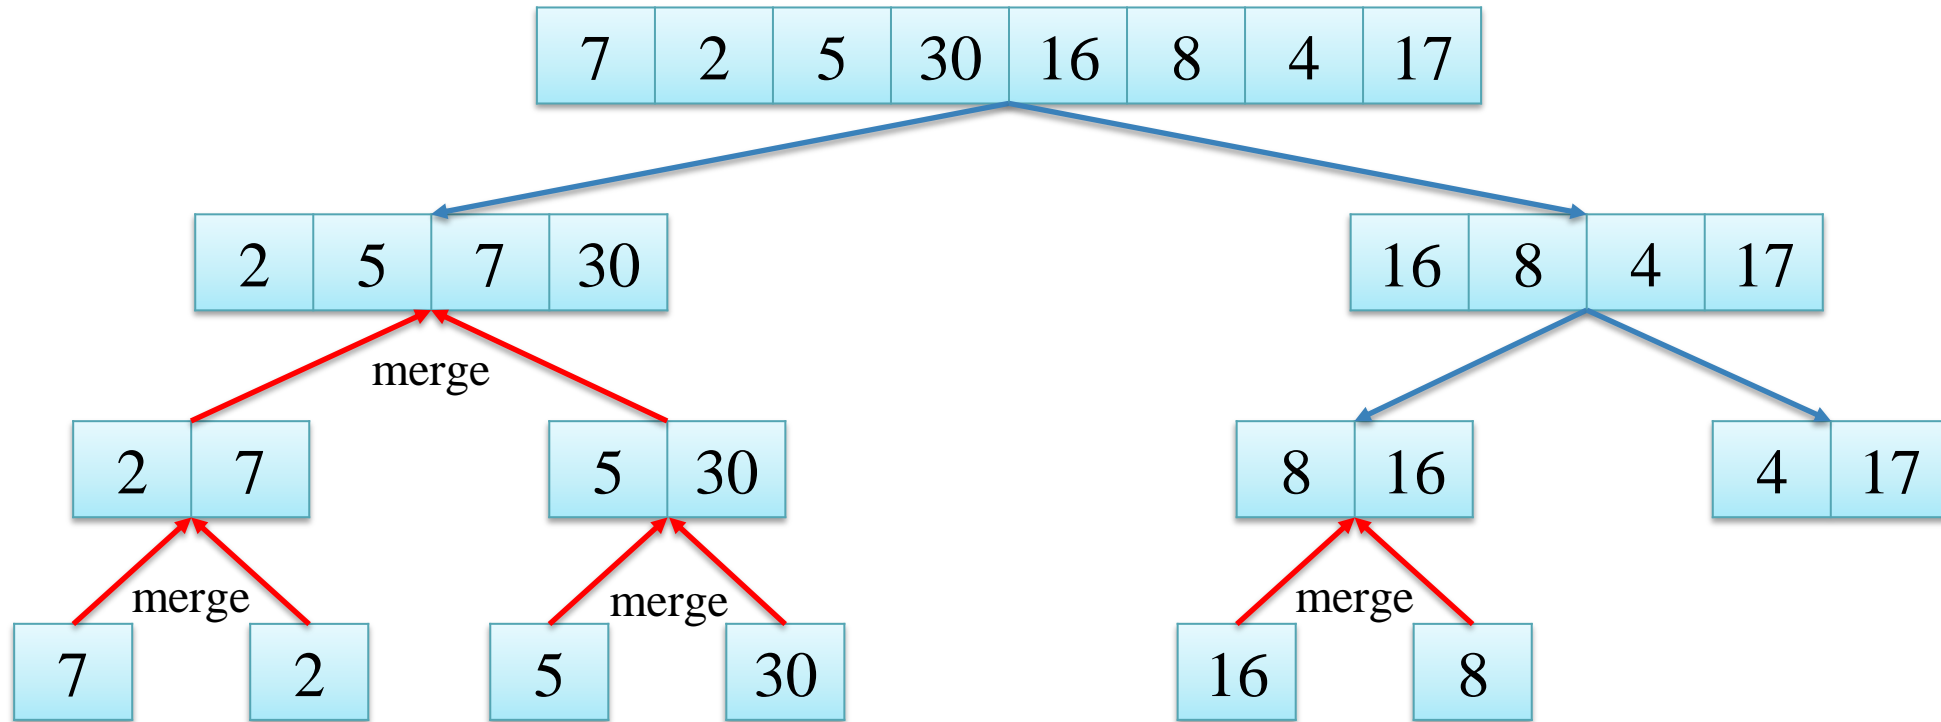 7 2 5 30 16 8 4 17
2 5 7 30 16 8 4 17
merge
2 7 5 30 8 16 4 17
merge merge merge
7 2 5 30 16 8